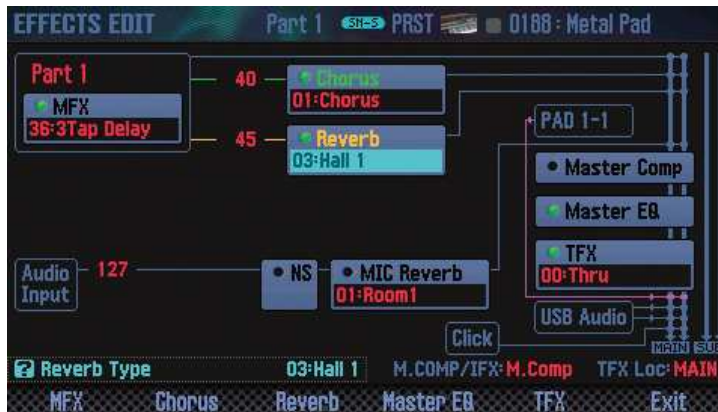 EFFECTS EDIT Part 1 SN-S PRST 0188:Metal Pad
Part 1
MFX
36:3Tap Delay
40
Chorus
01:Chorus
45
Reverb
03:Hall 1
PAD 1-1
Master Comp
Master EQ
TFX
00:Thru
Audio Input
127
NS
MIC Reverb
01:Room1
USB Audio
Click
MAIN SUB
? Reverb Type 03:Hall 1 M.COMP/IFX:M.Comp TFX Loc:MAIN
MFX Chorus Reverb Master EQ TFX Exit